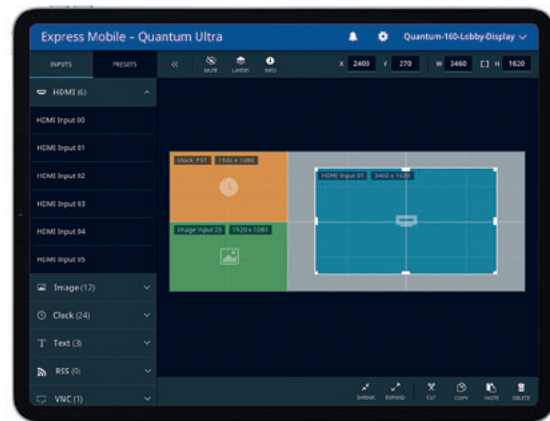 Express Mobile – Quantum Ultra
Quantum-160-Lobby-Display
INPUTS PRESETS
MUTE LAYERS INFO
X 2400 Y 270 W 3460 H 1620
HDMI (6)
HDMI Input 00
HDMI Input 01
HDMI Input 02
HDMI Input 03
HDMI Input 04
HDMI Input 05
Image (12)
Clock (24)
Text (3)
RSS (0)
VNC (1)
Clock: PST 1920 x 1080
HDMI Input 01 3460 x 1620
Image Input 03 1920 x 1080
SHRINK EXPAND CUT COPY PASTE DELETE